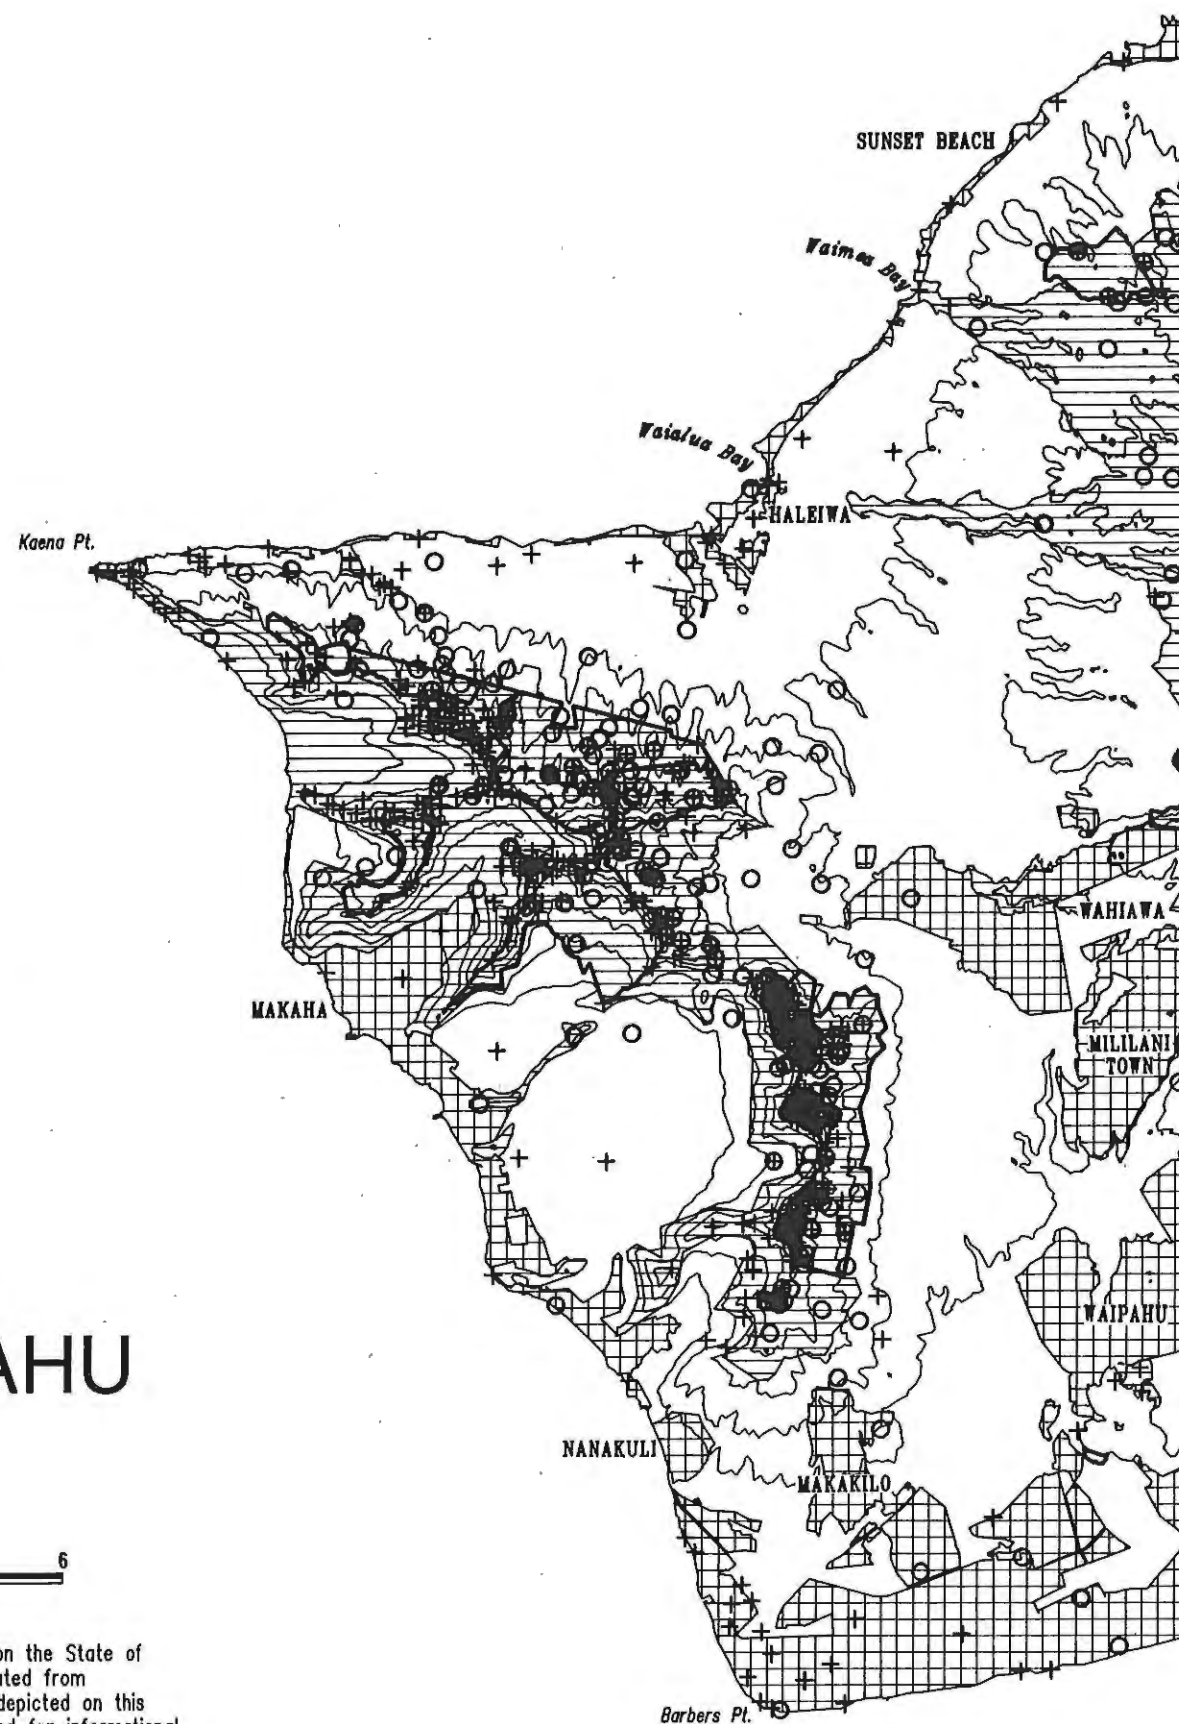 SUNSET BEACH
Waimea Bay
Waialua Bay
HALEIWA
Kaena Pt.
WAHIAWA
MAKAHA
MILILANI
TOWN
WAIPAHU
AHU
NANAKULI
MAKAKILO
6
on the State of
ated from
depicted on this
Barbers Pt.